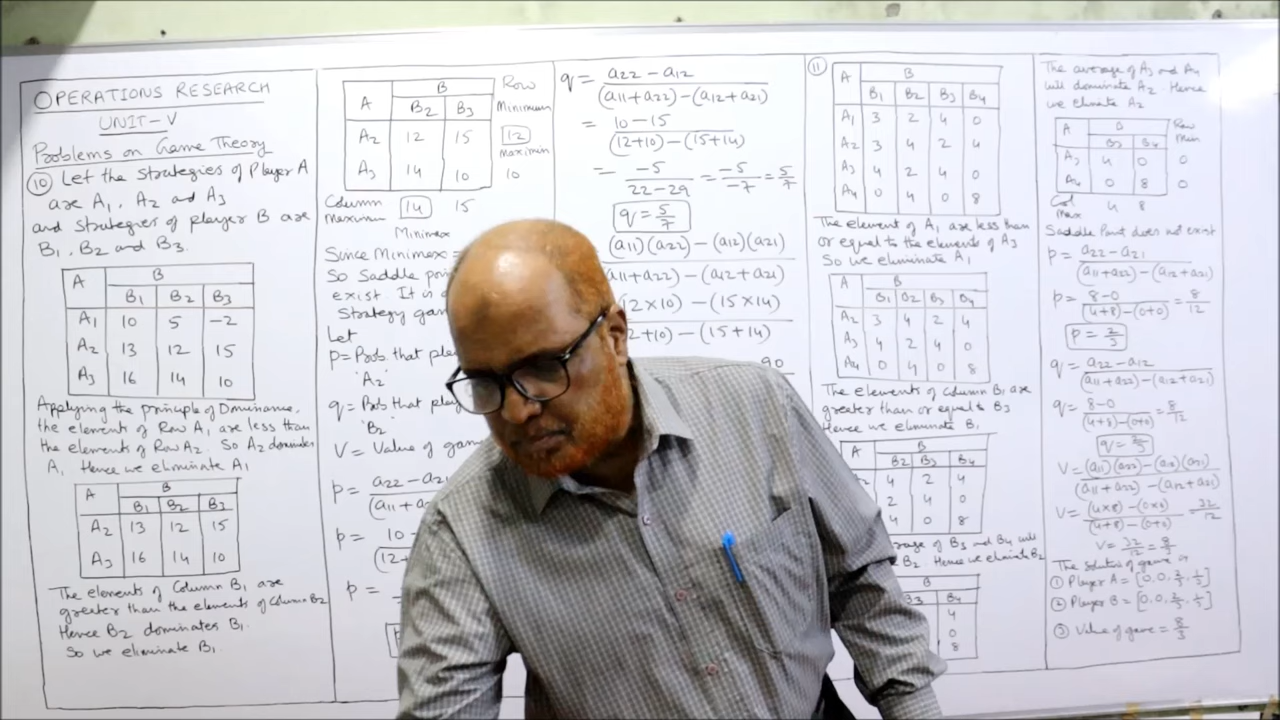 OPERATIONS RESEARCH
UNIT-V
Problems on Game Theory
10 Let the strategies of Player A
are A1, A2 and A3
and strategies of player B are
B1, B2 and B3.
A B
B1 B2 B3
A1 10 5 -2
A2 13 12 15
A3 16 14 10
Applying the principle of Dominance
the elements of Row A1 are less than
the elements of Row A2. So A2 dominates
A1. Hence we eliminate A1
A B
B1 B2 B3
A2 13 12 15
A3 16 14 10
The elements of Column B1 are
greater than the elements of Column B2
Hence B2 dominates B1.
So we eliminate B1.
A B Row
B2 B3 Minimum
A2 12 15 12
Maximin
A3 14 10 10
Column
Maximum 14 15
Minimax
Since Minimax
So Saddle
exist. It is
Strategy
Let
p = Prob. that
'A2'
q = Prob that
'B2'
V = Value of game
p = a22 - a21
p = 10 -
p =
q = a22 - a12 / (a11 + a22) - (a12 + a21)
= 10 - 15 / (12+10) - (15+14)
= -5 / 22 - 29 = -5/-7 = 5/7
q = 5/7
(a11)(a22) - (a12)(a21)
(a11 + a22) - (a12 + a21)
(12×10) - (15×14)
2+10) - (15+14)
11
A B
B1 B2 B3 B4
A1 3 2 4 0
A2 3 4 2 4
A3 4 2 4 0
A4 0 4 0 8
The element of A1 are less than
or equal to the elements of A3
So we eliminate A1
A B
B1 B2 B3 B4
A2 3 4 2 4
A3 4 2 4 0
A4 0 4 0 8
The elements of Column B1 are
greater than or equal to B3
Hence we eliminate B1
A B
B2 B3 B4
4 2 4
2 4 0
4 0 8
of B3 and B4 will
B2. Hence we eliminate B2
B
B3 B4
4
0
8
The average of A3 and A4
will dominate A2. Hence
we elimate A2
A B Row
B3 B4 Min
A3 4 0 0
A4 0 8 0
Col
max 4 8
Saddle Point does not exist
p = a22 - a21 / (a11 + a22) - (a12 + a21)
p = 8-0 / (4+8) - (0+0) = 8/12
p = 2/3
q = a22 - a12 / (a11 + a22) - (a12 + a21)
q = 8-0 / (4+8) - (0+0) = 8/12
q = 2/3
V = (a11)(a22) - (a12)(a21) / (a11 + a22) - (a12 + a21)
V = (4×8) - (0×0) / (4+8) - (0+0) = 32/12
V = 32/12 = 8/3
The solution of game is
1 Player A = [0, 0, 2/3, 1/3]
2 Player B = [0, 0, 2/3, 1/3]
3 Value of game = 8/3